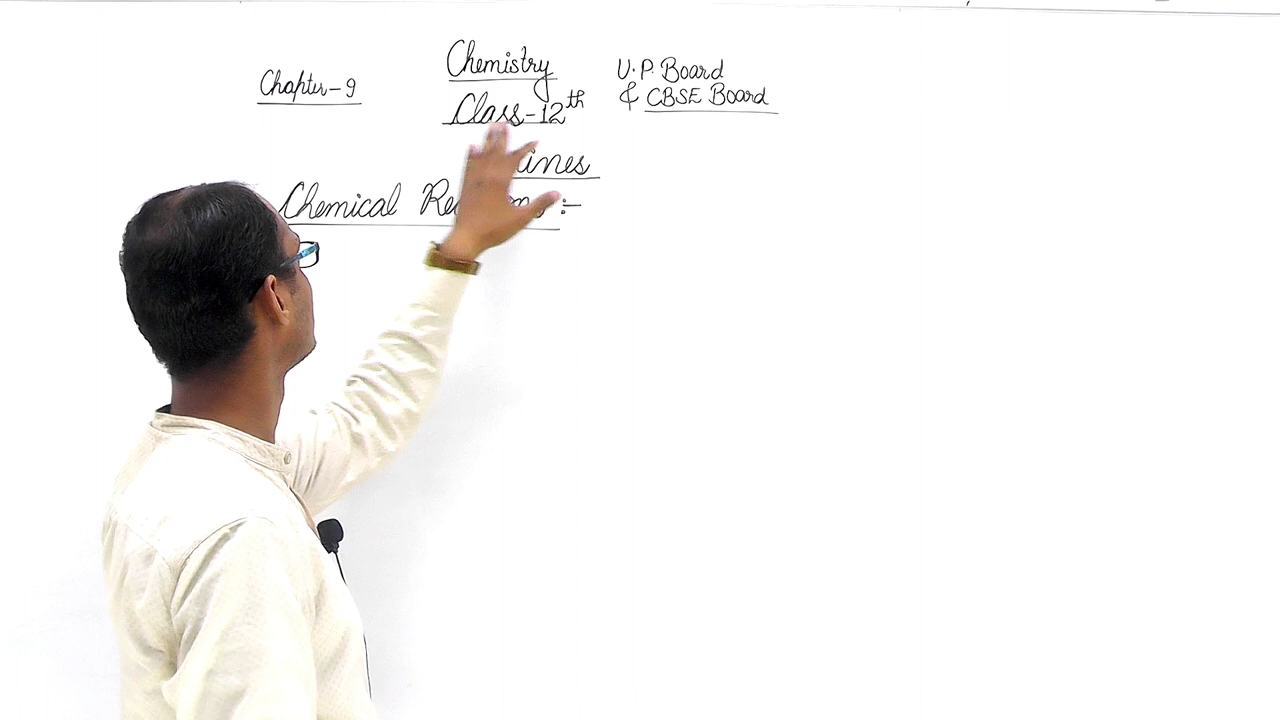 Chemistry
Chapter-9
U.P. Board
& CBSE Board
Class-12th
Chemical :-